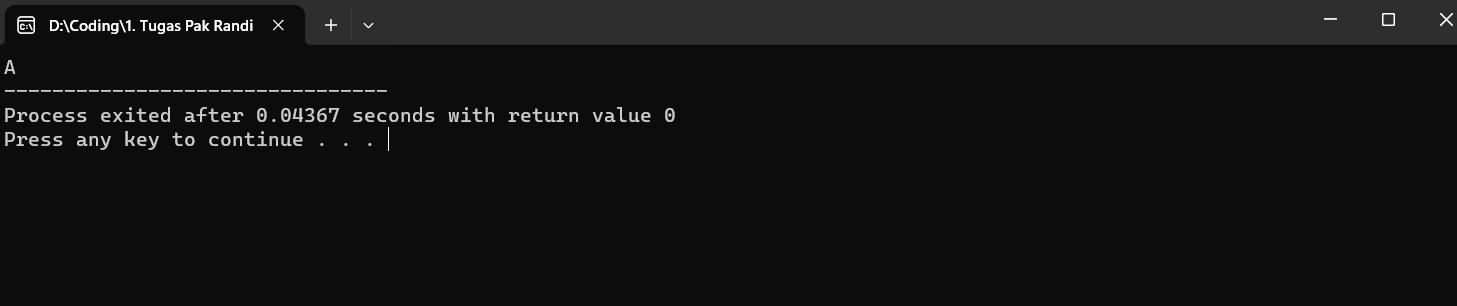 D:\Coding\1. Tugas Pak Randi
A
--------------------------------
Process exited after 0.04367 seconds with return value 0
Press any key to continue . . .